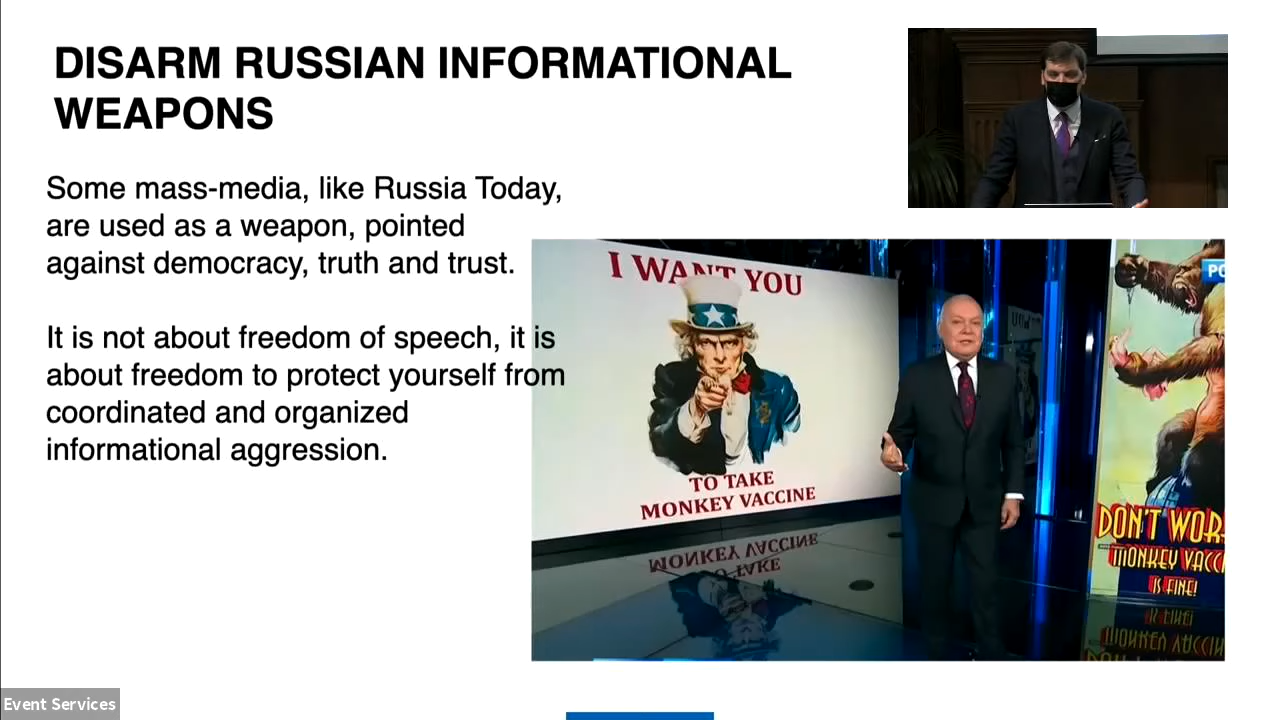 DISARM RUSSIAN INFORMATIONAL
WEAPONS
Some mass-media, like Russia Today,
are used as a weapon, pointed
against democracy, truth and trust.
It is not about freedom of speech, it is
about freedom to protect yourself from
coordinated and organized
informational aggression.
I WANT YOU
TO TAKE
MONKEY VACCINE
РО
DON'T WOR
MONKEY VACCI
IS FINE!
Event Services